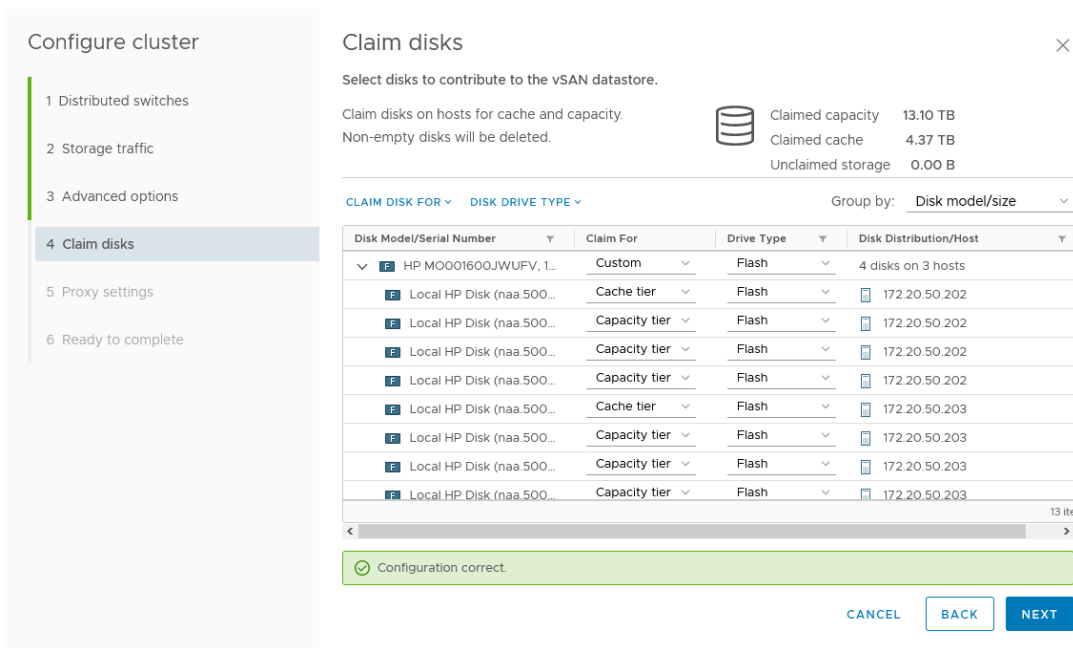 Configure cluster
1 Distributed switches
2 Storage traffic
3 Advanced options
4 Claim disks
5 Proxy settings
6 Ready to complete
Claim disks
Select disks to contribute to the vSAN datastore.
Claim disks on hosts for cache and capacity.
Non-empty disks will be deleted.
Claimed capacity 13.10 TB
Claimed cache 4.37 TB
Unclaimed storage 0.00 B
CLAIM DISK FOR DISK DRIVE TYPE Group by: Disk model/size
Disk Model/Serial Number Claim For Drive Type Disk Distribution/Host
F HP MO001600JWUFV, 1... Custom Flash 4 disks on 3 hosts
F Local HP Disk (naa.500... Cache tier Flash 172.20.50.202
F Local HP Disk (naa.500... Capacity tier Flash 172.20.50.202
F Local HP Disk (naa.500... Capacity tier Flash 172.20.50.202
F Local HP Disk (naa.500... Capacity tier Flash 172.20.50.202
F Local HP Disk (naa.500... Cache tier Flash 172.20.50.203
F Local HP Disk (naa.500... Capacity tier Flash 172.20.50.203
F Local HP Disk (naa.500... Capacity tier Flash 172.20.50.203
F Local HP Disk (naa.500... Capacity tier Flash 172.20.50.203
13 ite
Configuration correct.
CANCEL BACK NEXT